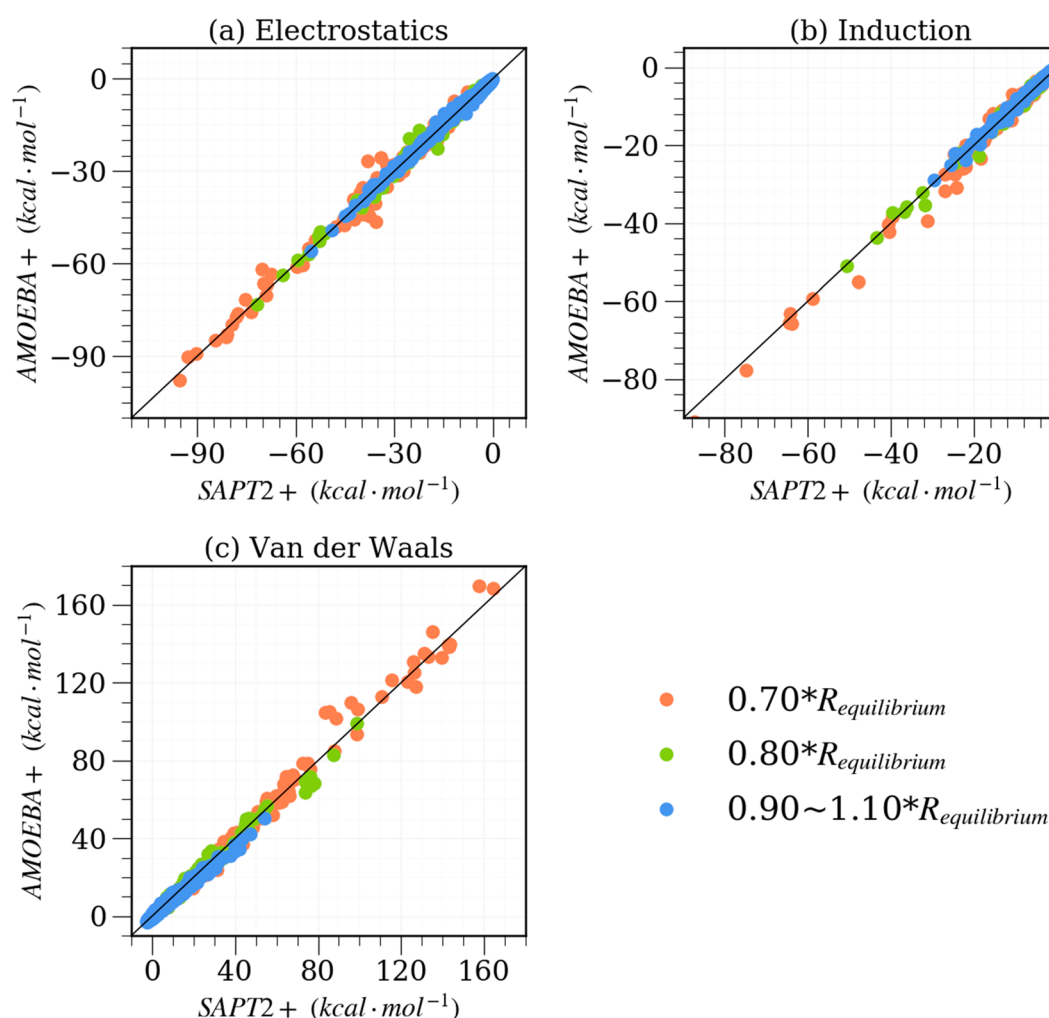 (a) Electrostatics
(b) Induction
0
−30
−60
−90
AMOEBA+ (kcal·mol⁻¹)
−90 −60 −30 0
SAPT2+ (kcal·mol⁻¹)
0
−20
−40
−60
−80
AMOEBA+ (kcal·mol⁻¹)
−80 −60 −40 −20
SAPT2+ (kcal·mol⁻¹)
(c) Van der Waals
160
120
80
40
0
AMOEBA+ (kcal·mol⁻¹)
0 40 80 120 160
SAPT2+ (kcal·mol⁻¹)
0.70*R equilibrium
0.80*R equilibrium
0.90~1.10*R equilibrium